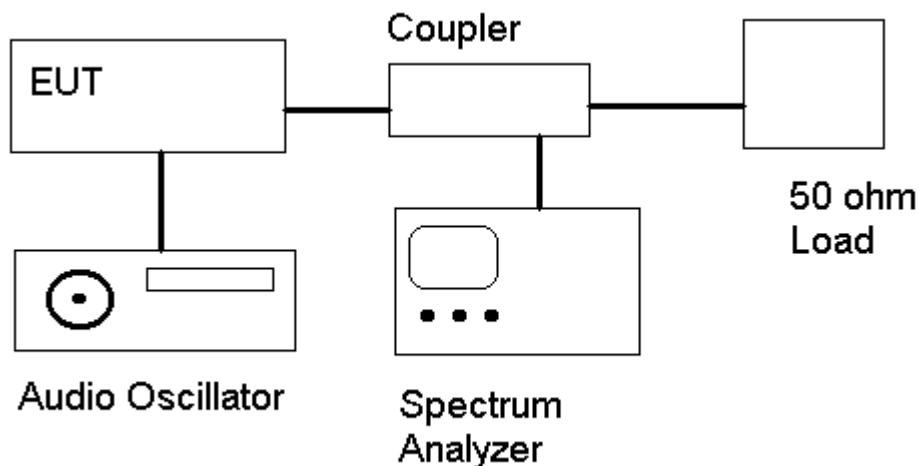 Coupler
EUT
50 ohm
Load
Audio Oscillator
Spectrum
Analyzer